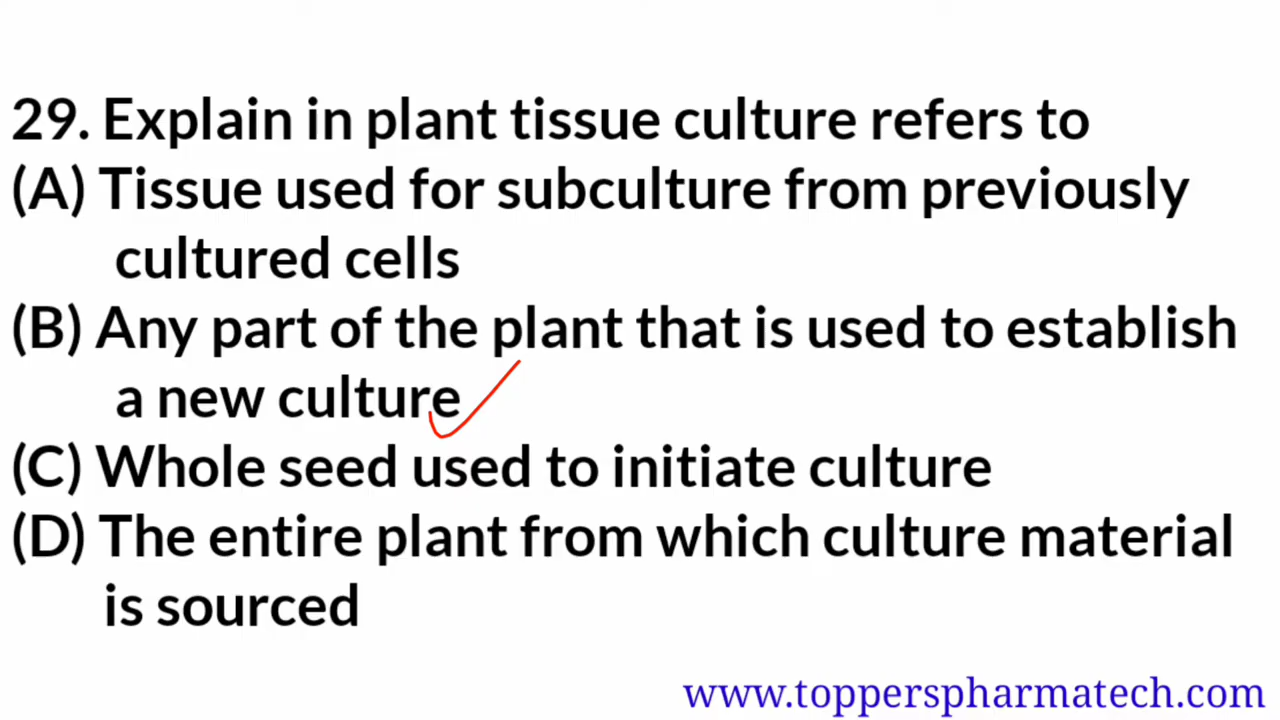 29. Explain in plant tissue culture refers to
(A) Tissue used for subculture from previously
cultured cells
(B) Any part of the plant that is used to establish
a new culture
(C) Whole seed used to initiate culture
(D) The entire plant from which culture material
is sourced
www.topperspharmatech.com